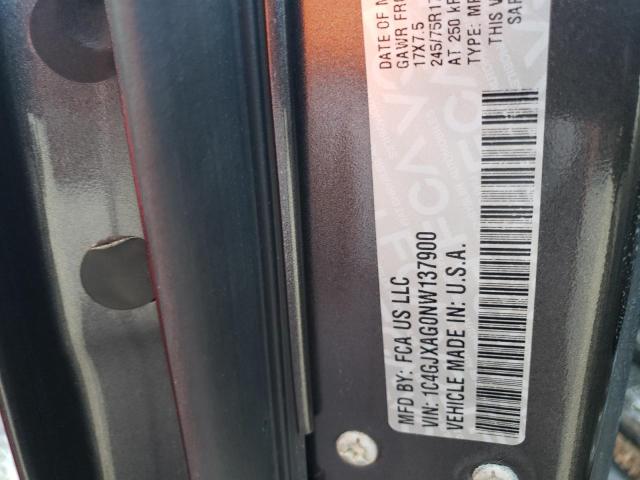 DATE OF M
GAWR FR
17X7.5
245/75R17
AT 250 kP
TYPE: MP
THIS V
SAF
MFD BY: FCA US LLC
VIN: 1C4GJXAG0NW137900
VEHICLE MADE IN: U.S.A.